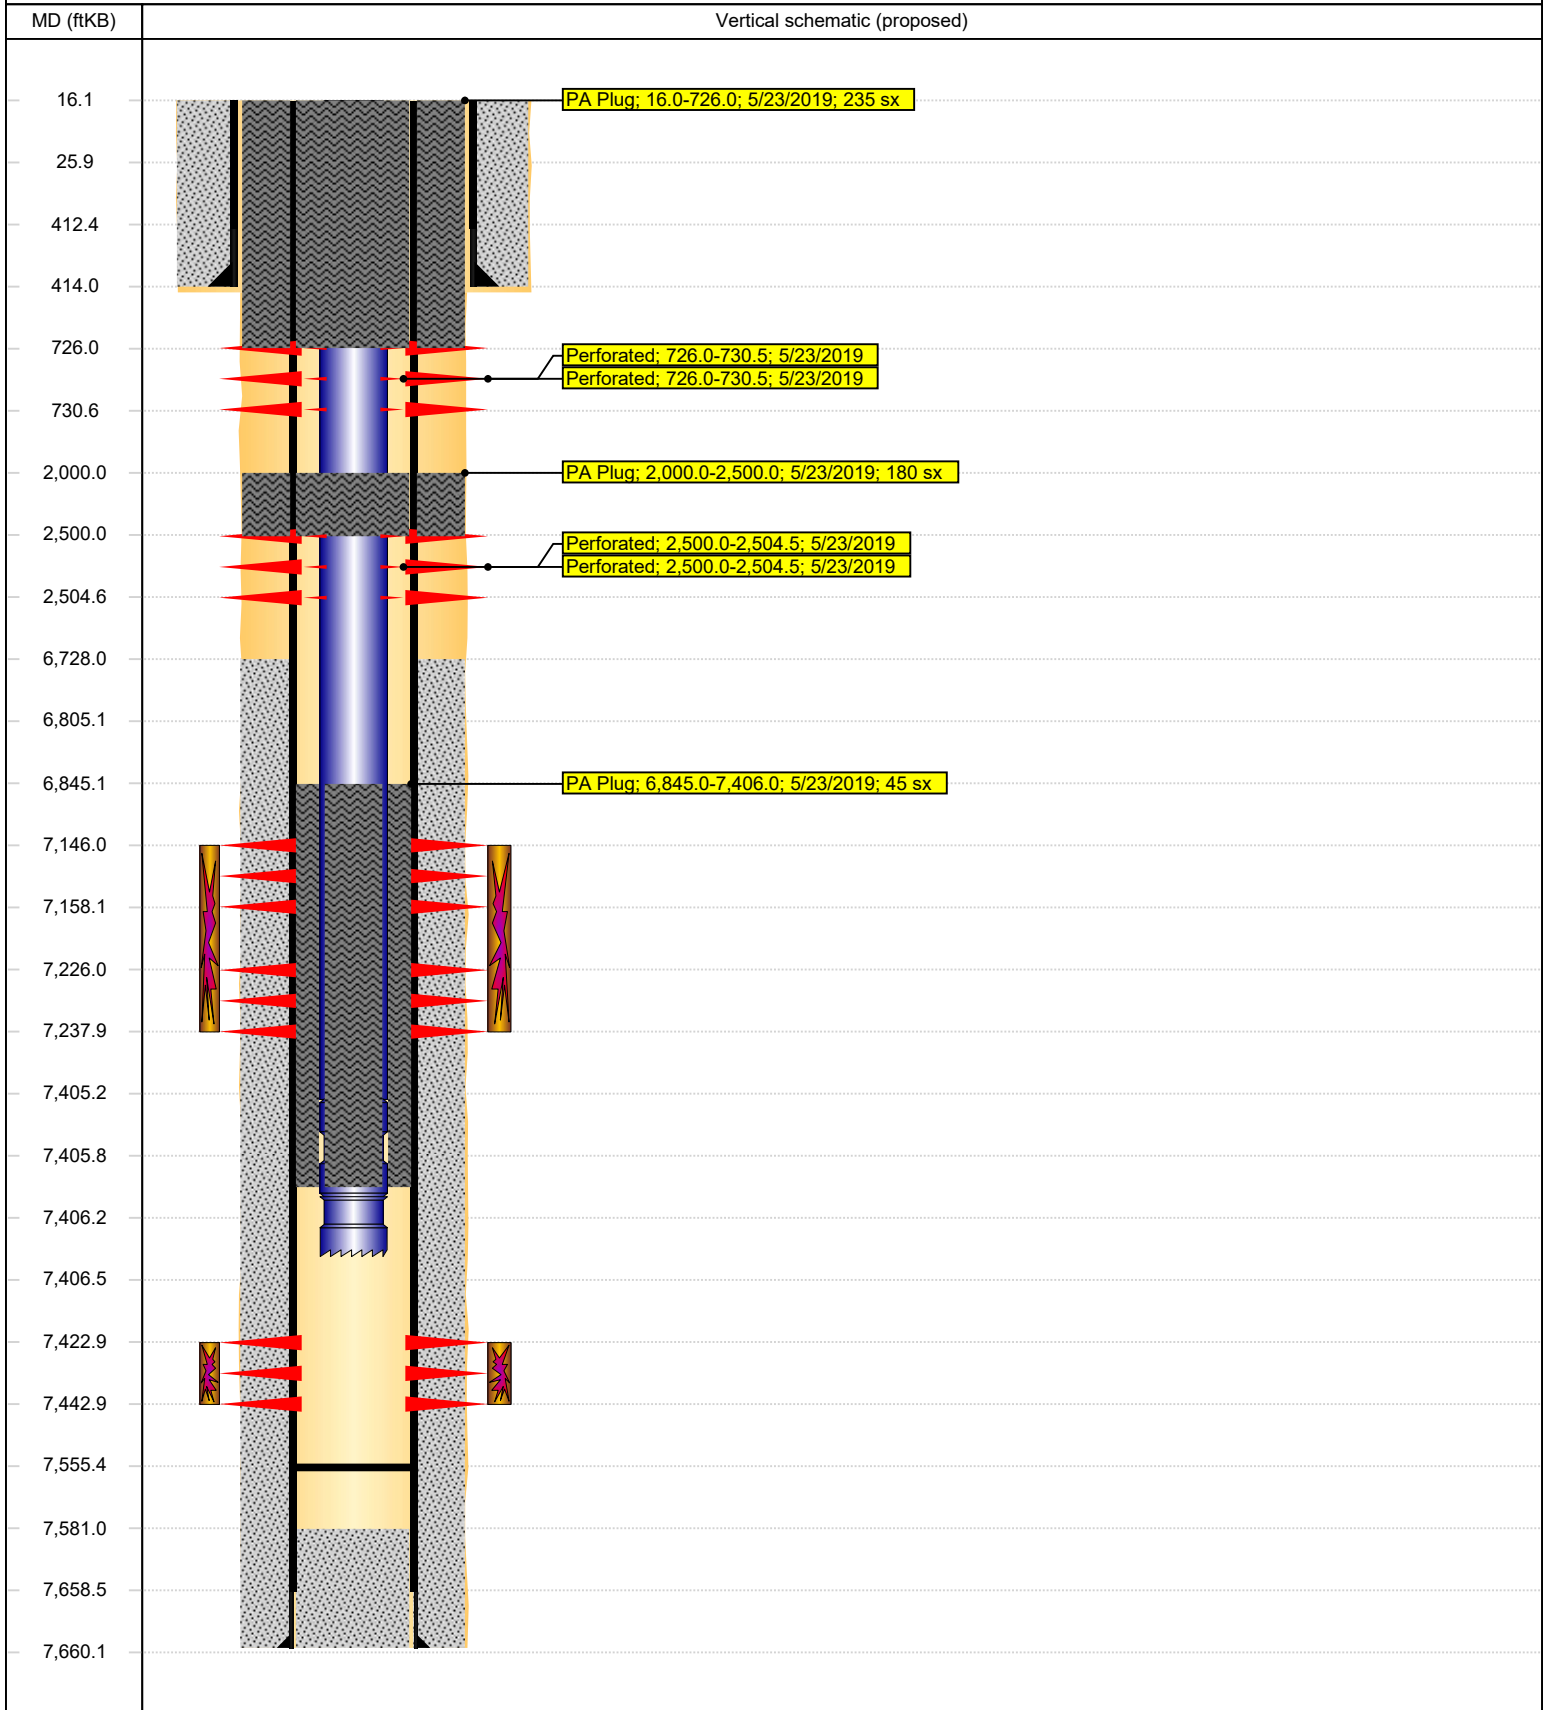 MD (ftKB)
Vertical schematic (proposed)
16.1
PA Plug; 16.0-726.0; 5/23/2019; 235 sx
25.9
412.4
414.0
726.0
Perforated; 726.0-730.5; 5/23/2019
Perforated; 726.0-730.5; 5/23/2019
730.6
2,000.0
PA Plug; 2,000.0-2,500.0; 5/23/2019; 180 sx
2,500.0
Perforated; 2,500.0-2,504.5; 5/23/2019
Perforated; 2,500.0-2,504.5; 5/23/2019
2,504.6
6,728.0
6,805.1
6,845.1
PA Plug; 6,845.0-7,406.0; 5/23/2019; 45 sx
7,146.0
7,158.1
7,226.0
7,237.9
7,405.2
7,405.8
7,406.2
7,406.5
7,422.9
7,442.9
7,555.4
7,581.0
7,658.5
7,660.1